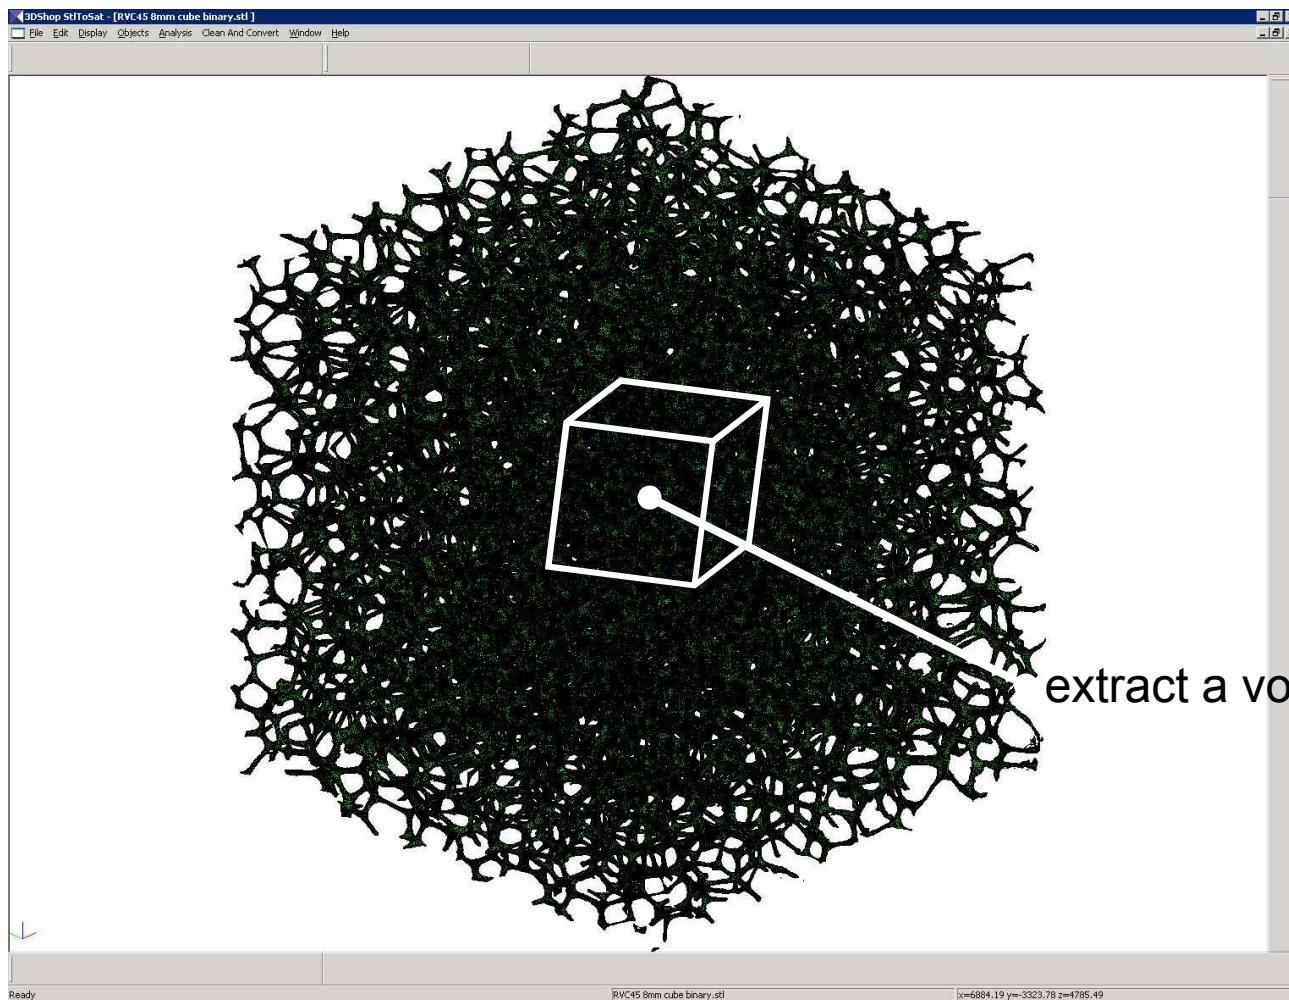 3DShop StlToSat - [RVC45 8mm cube binary.stl ]
File Edit Display Objects Analysis Clean And Convert Window Help
extract a vo
Ready RVC45 8mm cube binary.stl x=6884.19 y=-3323.78 z=4785.49